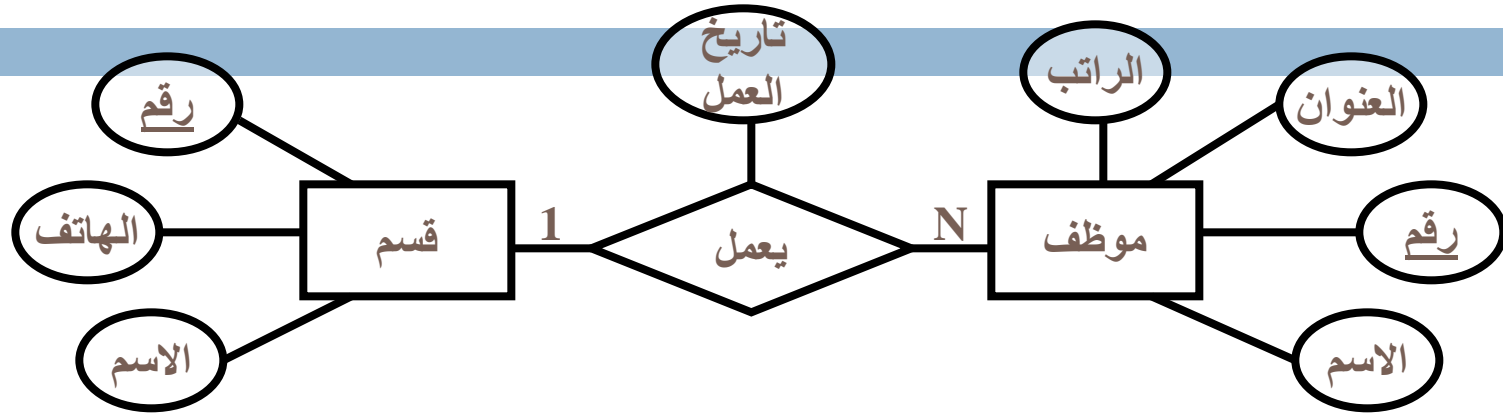 تاريخ
العمل
الراتب
العنوان
رقم
رقم
الهاتف
قسم
1
يعمل
N
موظف
الاسم
الاسم